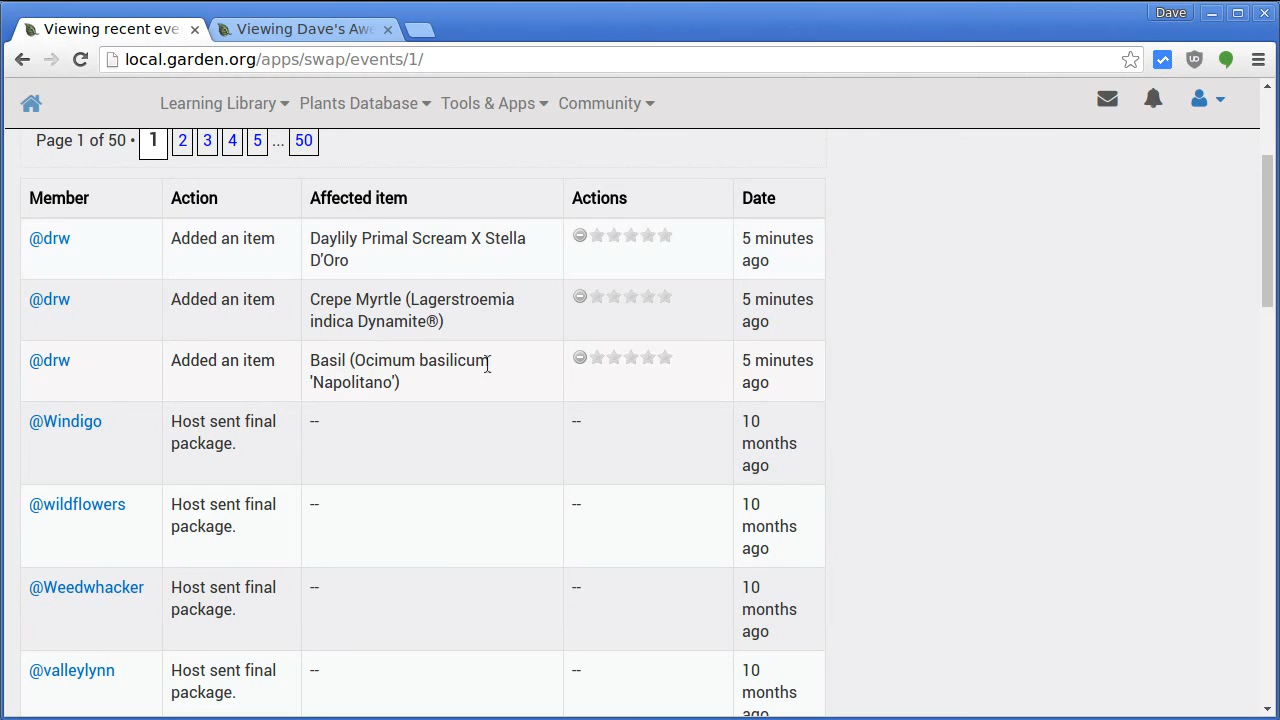 Dave
Viewing recent eve
Viewing Dave's Awe
local.garden.org/apps/swap/events/1/
Learning Library
Plants Database
Tools & Apps
Community
Page 1 of 50 • 1 2 3 4 5 ... 50
Member Action Affected item Actions Date
@drw Added an item Daylily Primal Scream X Stella 5 minutes
D'Oro ago
@drw Added an item Crepe Myrtle (Lagerstroemia 5 minutes
indica Dynamite®) ago
@drw Added an item Basil (Ocimum basilicum 5 minutes
'Napolitano') ago
@Windigo Host sent final -- -- 10
package. months
ago
@wildflowers Host sent final -- -- 10
package. months
ago
@Weedwhacker Host sent final -- -- 10
package. months
ago
@valleylynn Host sent final -- -- 10
package. months
ago